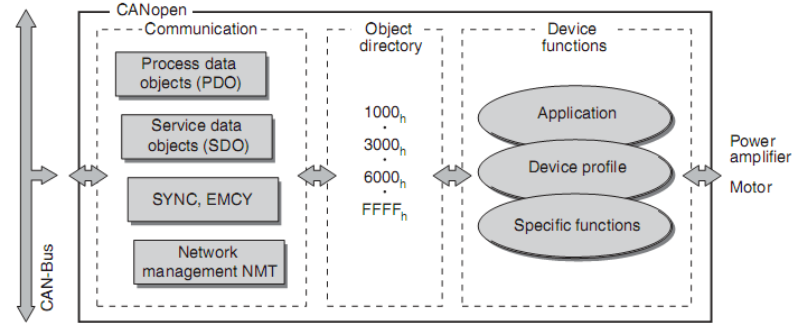 CANopen
Communication
Process data
objects (PDO)
Service data
objects (SDO)
SYNC, EMCY
Network
management NMT
Object
directory
1000h
.
3000h
.
6000h
.
FFFFh
Device
functions
Application
Device profile
Specific functions
Power
amplifier
Motor
CAN-Bus